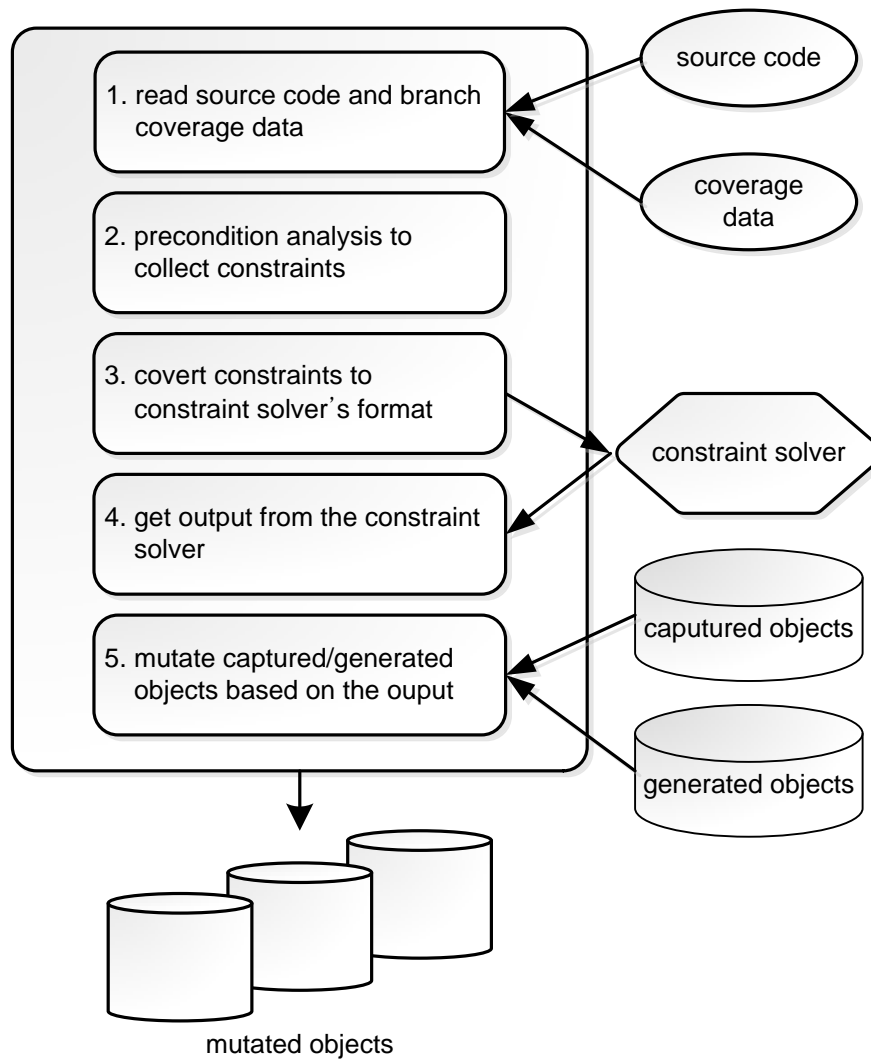 1. read source code and branch
coverage data
source code
coverage
data
2. precondition analysis to
collect constraints
3. covert constraints to
constraint solver's format
constraint solver
4. get output from the constraint
solver
5. mutate captured/generated
objects based on the ouput
caputured objects
generated objects
mutated objects